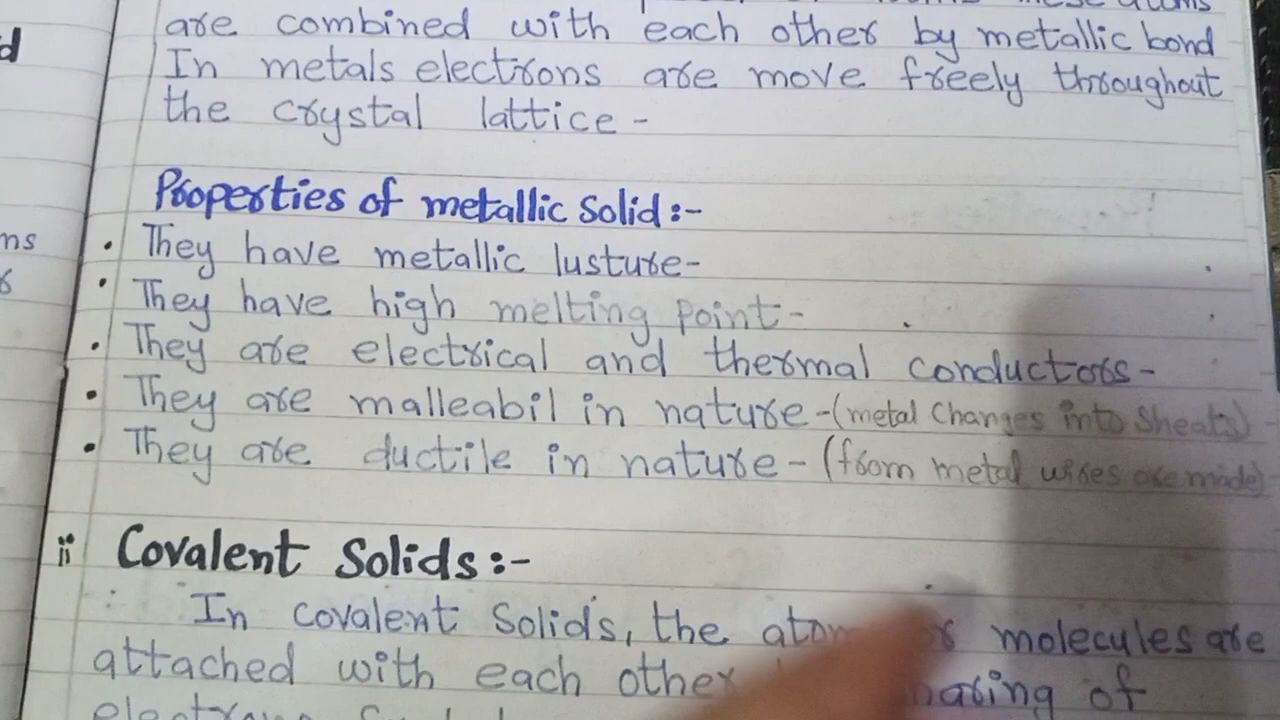 d
ns
are combined with each other by metallic bond
In metals electrons are move freely throughout
the crystal lattice -
Properties of metallic Solid :-
• They have metallic lusture -
• They have high melting point -
• They are electrical and thermal conductors -
• They are malleabil in nature - (metal Changes into Sheats)
• They are ductile in nature - (from metal wires are made)
ii Covalent Solids :-
In covalent Solids, the molecules are
attached with each other of